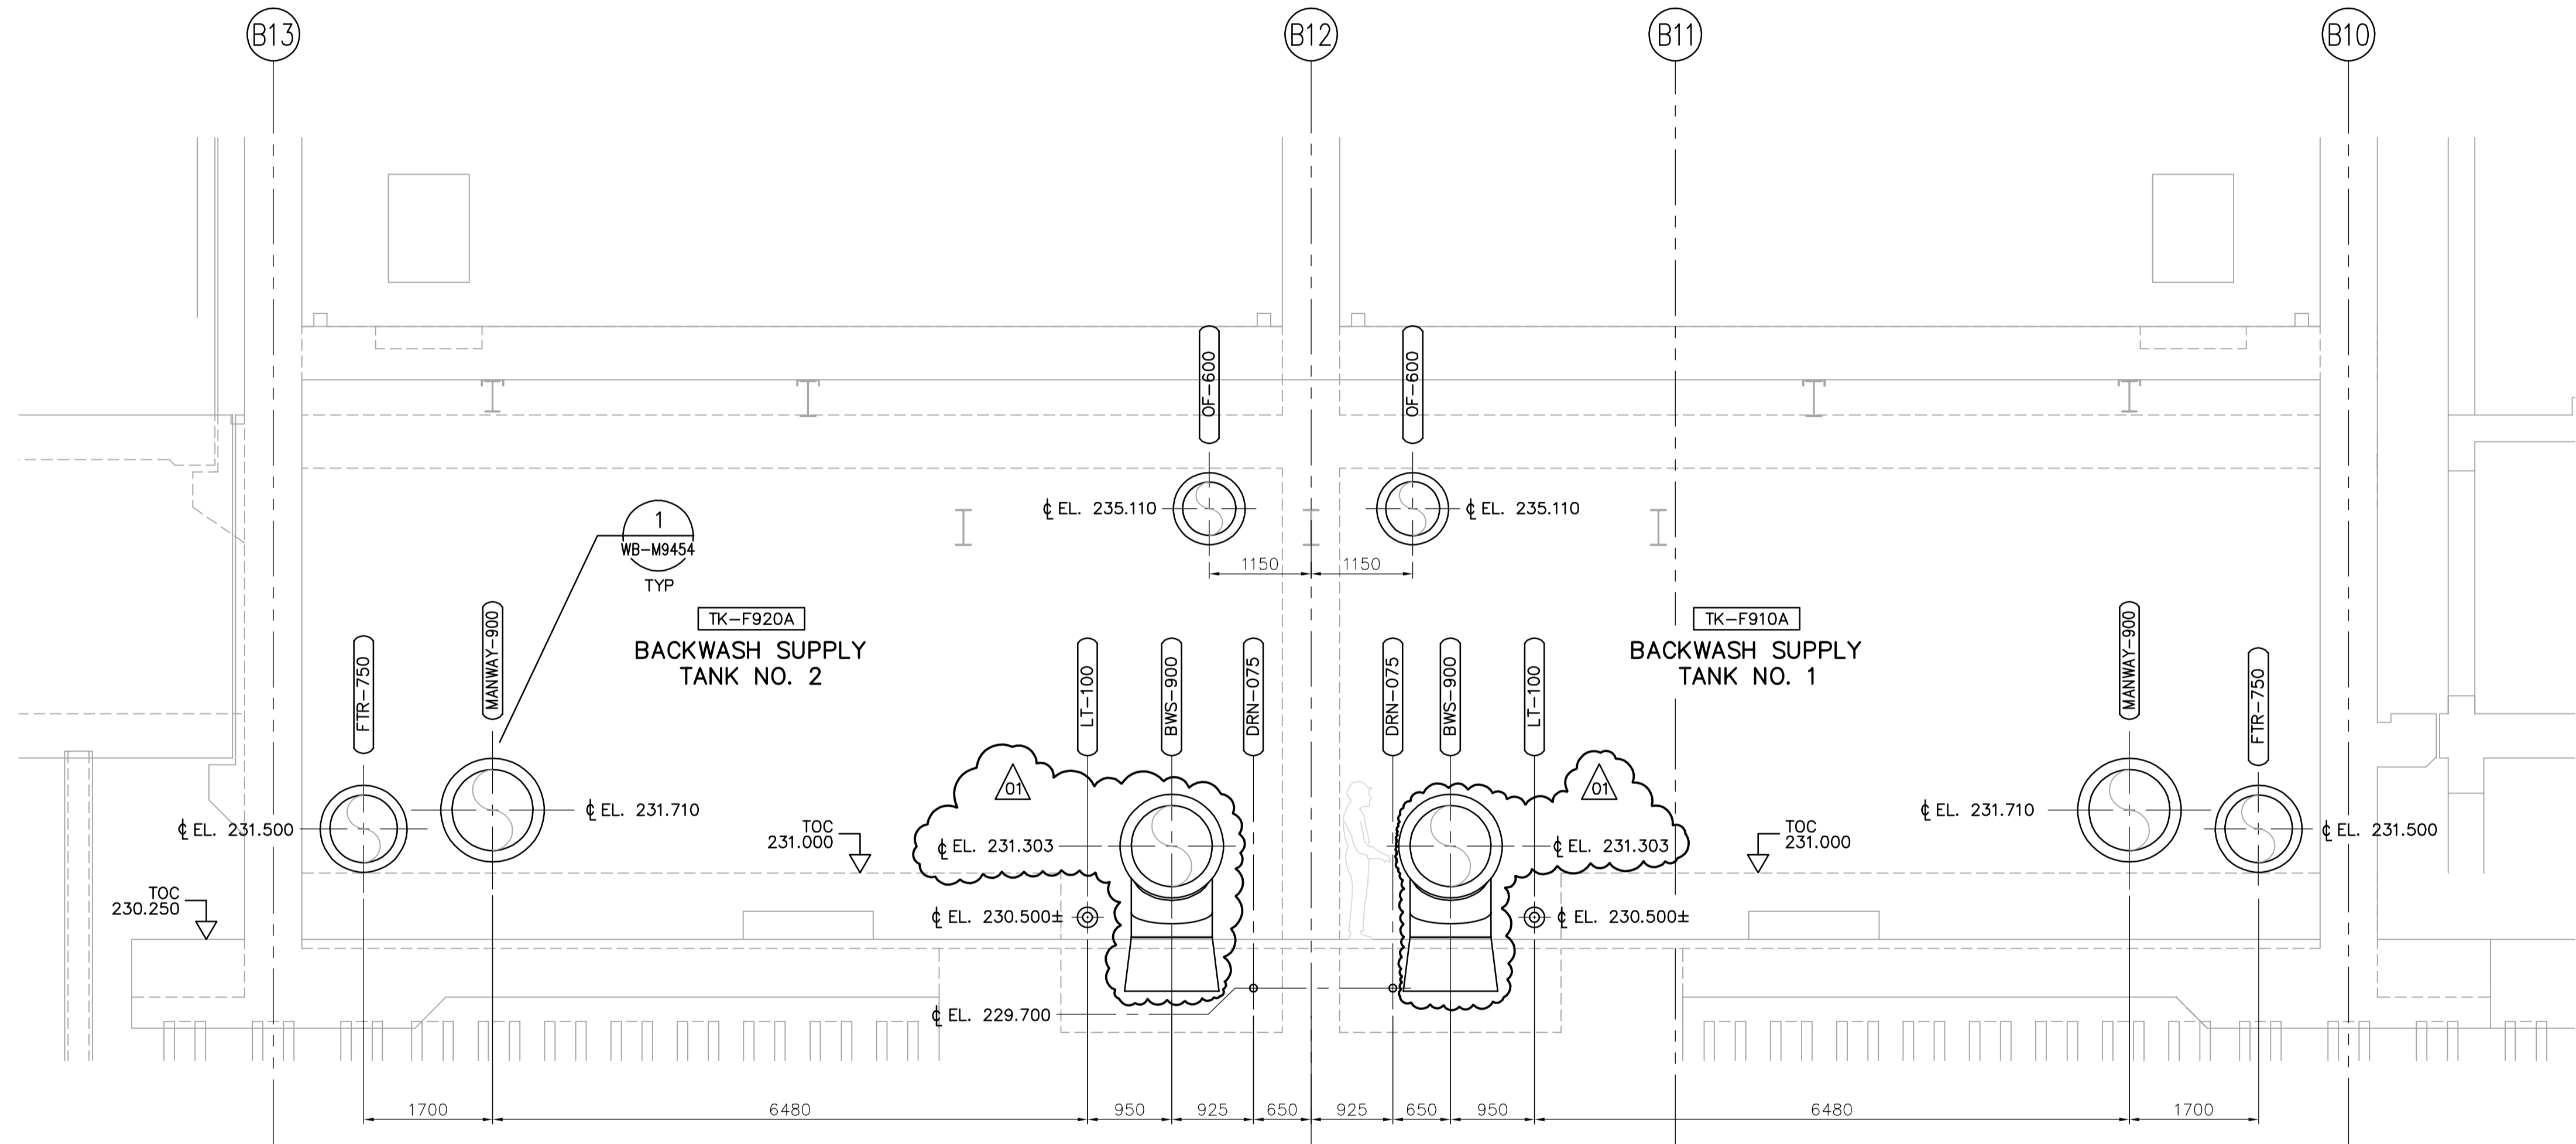 B13
B12
B11
B10
OF-600
OF-600
℄ EL. 235.110
℄ EL. 235.110
1150
1150
1
WB-M9454
TYP
TK-F920A
BACKWASH SUPPLY
TANK NO. 2
TK-F910A
BACKWASH SUPPLY
TANK NO. 1
FTR-750
MANWAY-900
LT-100
BWS-900
DRN-075
DRN-075
BWS-900
LT-100
MANWAY-900
FTR-750
01
01
℄ EL. 231.500
℄ EL. 231.710
TOC
231.000
℄ EL. 231.303
℄ EL. 231.303
TOC
231.000
℄ EL. 231.710
℄ EL. 231.500
TOC
230.250
℄ EL. 230.500±
℄ EL. 230.500±
℄ EL. 229.700
1700
6480
950
925
650
925
650
950
6480
1700